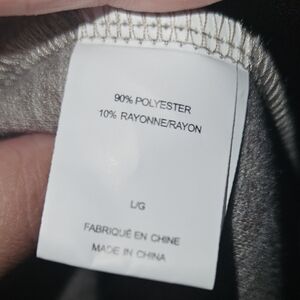 90% POLYESTER
10% RAYONNE/RAYON
L/G
FABRIQUÉ EN CHINE
MADE IN CHINA